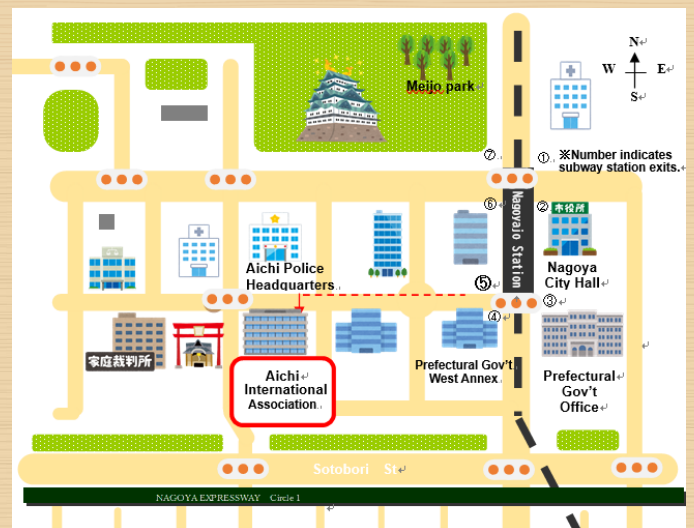 N
W E
S
Meijo park
⑦
①
※Number indicates
subway station exits.
⑥
②
Nagoyajo Station
市役所
Nagoya
City Hall
Aichi Police
Headquarters
⑤
③
④
家庭裁判所
Aichi
International
Association
Prefectural Gov't
West Annex
Prefectural
Gov't
Office
Sotobori St
NAGOYA EXPRESSWAY Circle 1